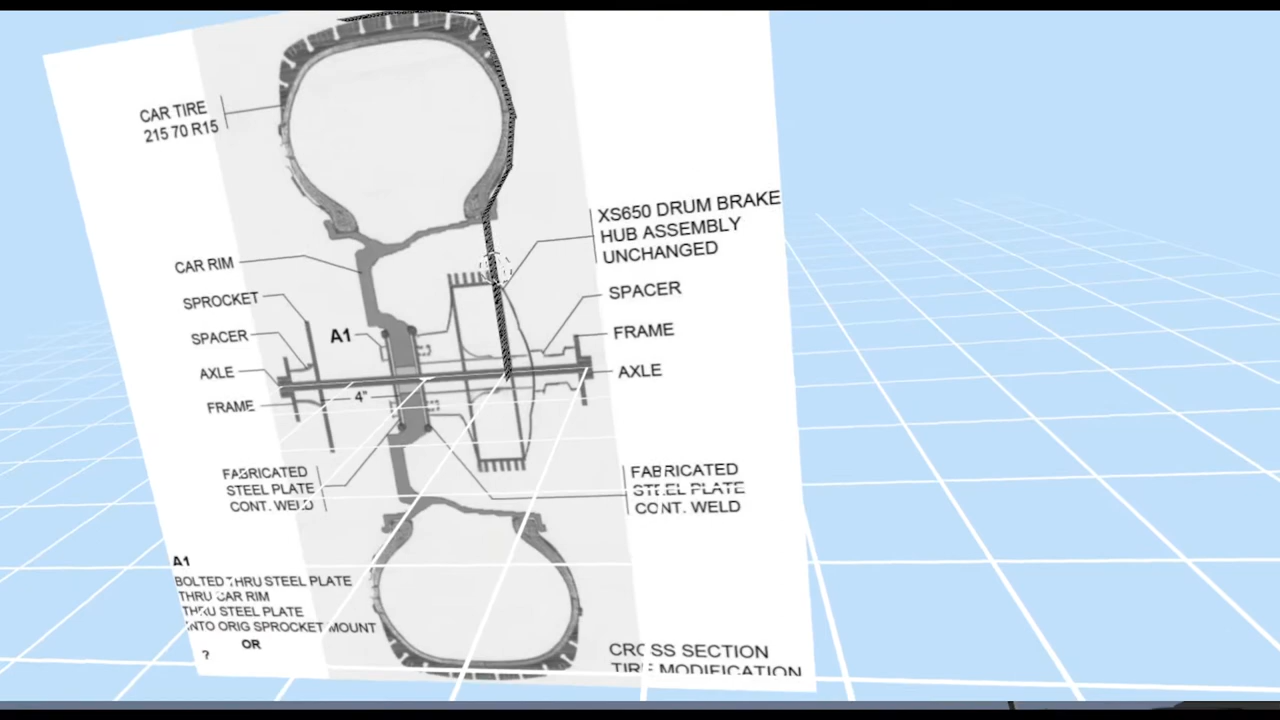 CAR TIRE
215 70 R15
XS650 DRUM BRAKE
HUB ASSEMBLY
UNCHANGED
CAR RIM
SPROCKET
SPACER
SPACER
A1
FRAME
AXLE
AXLE
4"
FRAME
FABRICATED
STEEL PLATE
CONT. WELD
FABRICATED
STEEL PLATE
CONT. WELD
A1
BOLTED THRU STEEL PLATE
THRU CAR RIM
THRU STEEL PLATE
INTO ORIG SPROCKET MOUNT
OR
?
CROSS SECTION
TIRE MODIFICATION